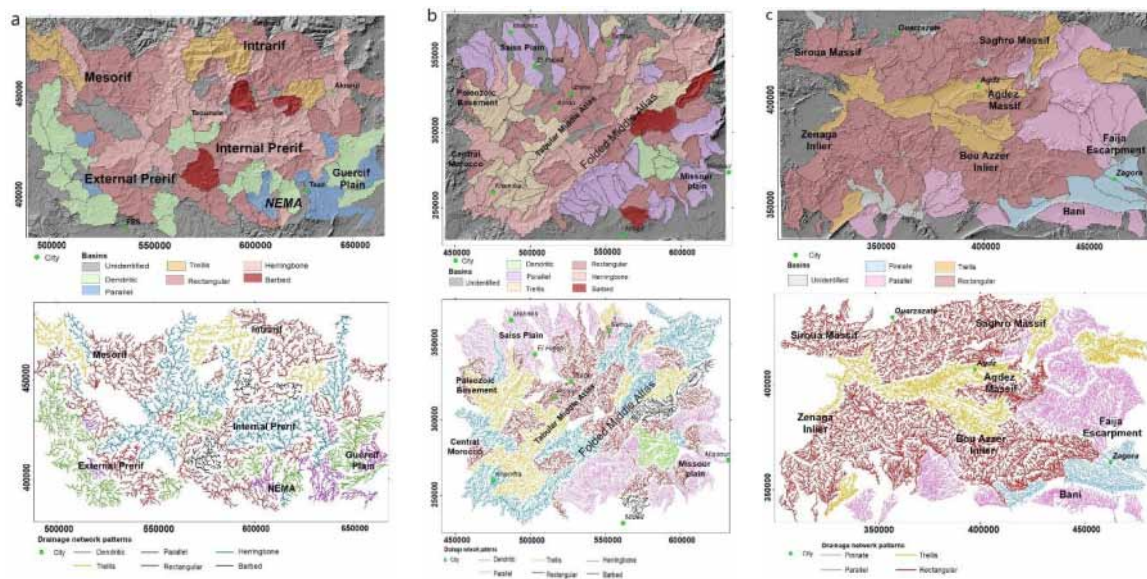 a
Intrarif
Mesorif
Aknoul
Internal Prerif
External Prerif
Guercif
Plain
Taza
NEMA
450000
400000
500000 550000 600000 650000
City
Basins
Unidentified
Dendritic
Parallel
Trellis
Rectangular
Herringbone
Barbed
Intrarif
Mesorif
Internal Prerif
External Prerif
Guercif
Plain
NEMA
450000
400000
500000 550000 600000 650000
Drainage network patterns
City
Dendritic
Parallel
Herringbone
Trellis
Rectangular
Barbed
b
Saiss Plain
Paleozoic
Basement
Tabular Middle Atlas
Folded Middle Atlas
Central
Morocco
Missour
plain
350000
300000
250000
450000 500000 550000 600000
City
Basins
Unidentified
Dendritic
Parallel
Trellis
Rectangular
Herringbone
Barbed
Saiss Plain
Paleozoic
Basement
Tabular Middle Atlas
Folded Middle Atlas
Central
Morocco
Missour
plain
350000
300000
250000
450000 500000 550000 600000
City
Dendritic
Trellis
Herringbone
Parallel
Rectangular
Barbed
c
Ouarzazate
Siroua Massif
Saghro Massif
Agdz
Agdez
Massif
Zenaga
Inlier
Bou Azzer
Inlier
Faija
Escarpment
Zagora
Bani
400000
350000
350000 400000 450000
City
Basins
Unidentified
Pinnate
Parallel
Trellis
Rectangular
Ouarzazate
Siroua Massif
Saghro Massif
Agdz
Agdez
Massif
Zenaga
Inlier
Bou Azzer
Inlier
Faija
Escarpment
Zagora
Bani
400000
350000
350000 400000 450000
Drainage network patterns
City
Pinnate
Trellis
Parallel
Rectangular